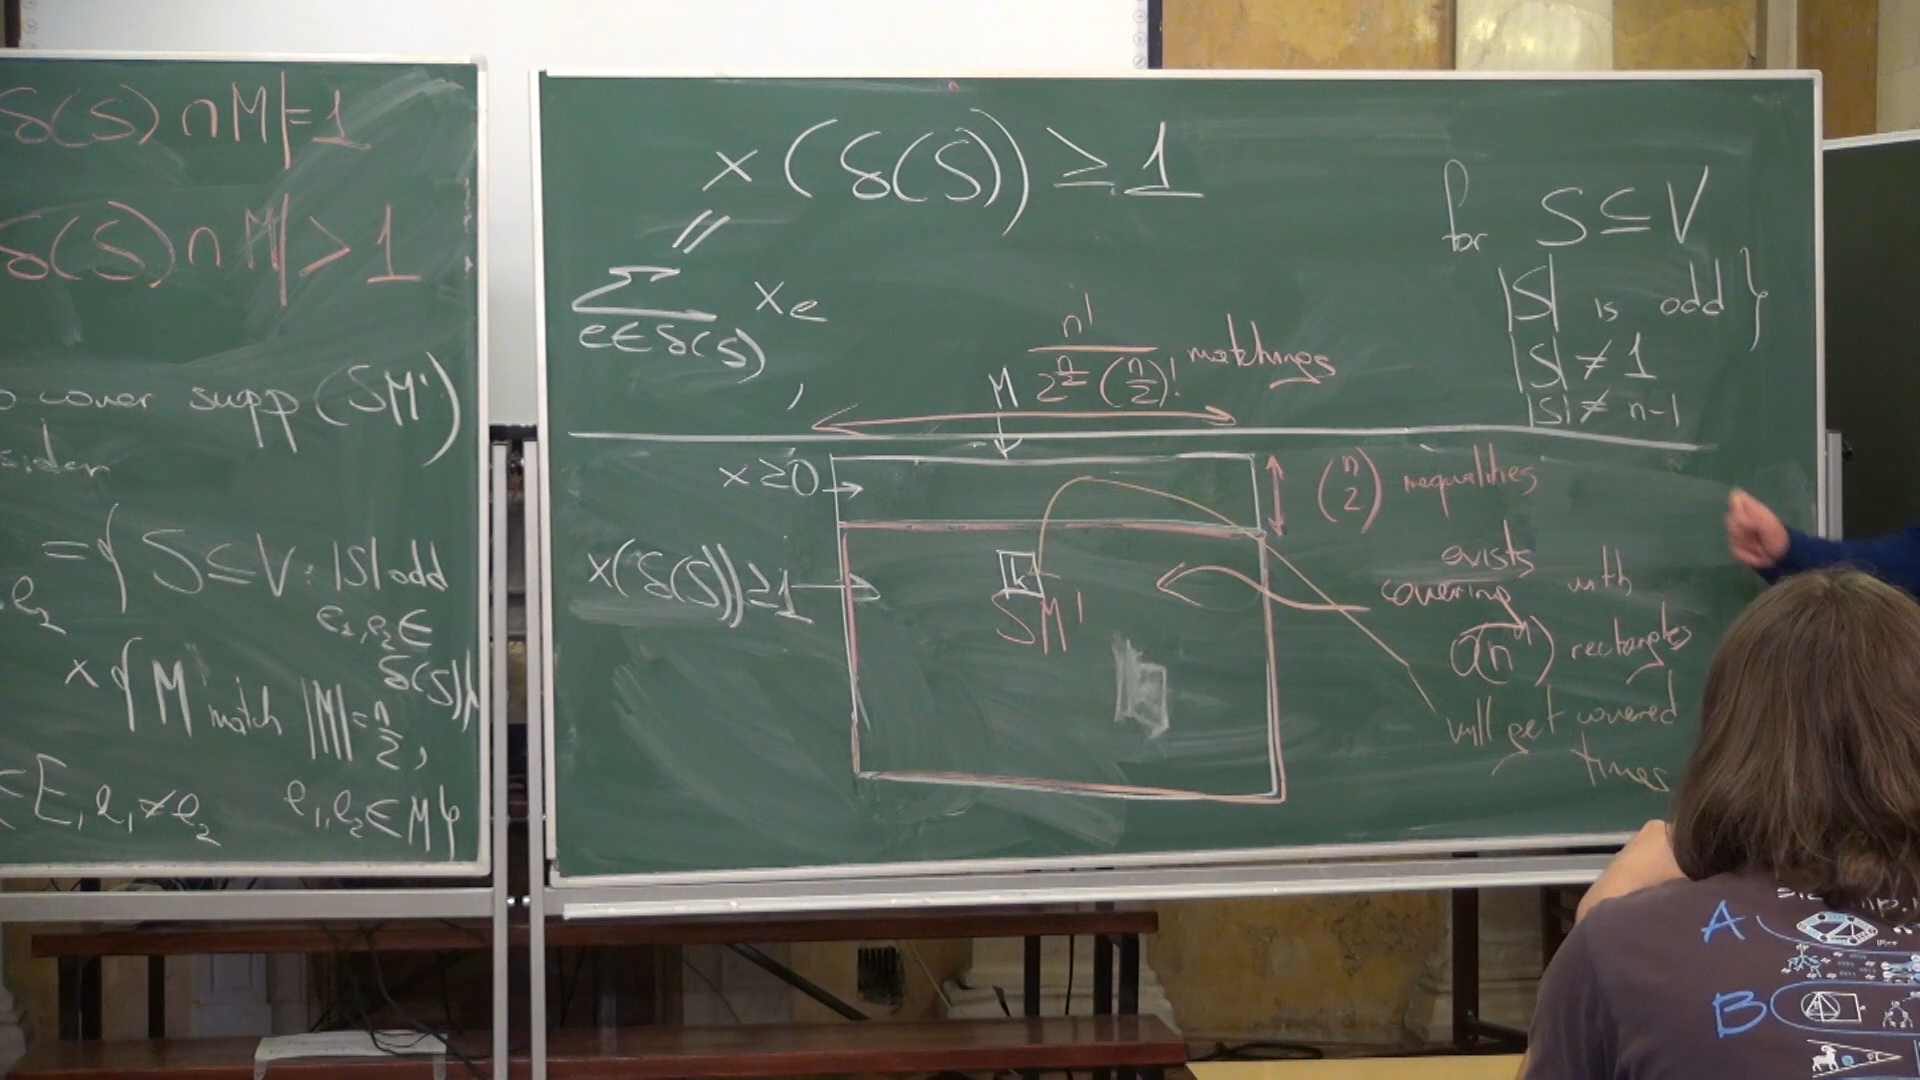 δ(S)∩M|=1
δ(S)∩M|>1
cover supp(SM')
={S⊆V: |S| odd
e₂ e₁,e₂∈
δ(S)}
x{M match |M|=n/2,
E, e₁≠e₂ e₁,e₂∈M}
x(δ(S))≥1
=
∑ xₑ
e∈δ(S)
,
for S⊆V
|S| is odd }
|S|≠1
|S|≠n-1
n!
2^(n/2) (n/2)! matchings
M
x≥0
(n 2) inequalities
x(δ(S))≥1
k
SM'
exists
covering with
O(n⁴) rectangles
will get covered
times
A
B